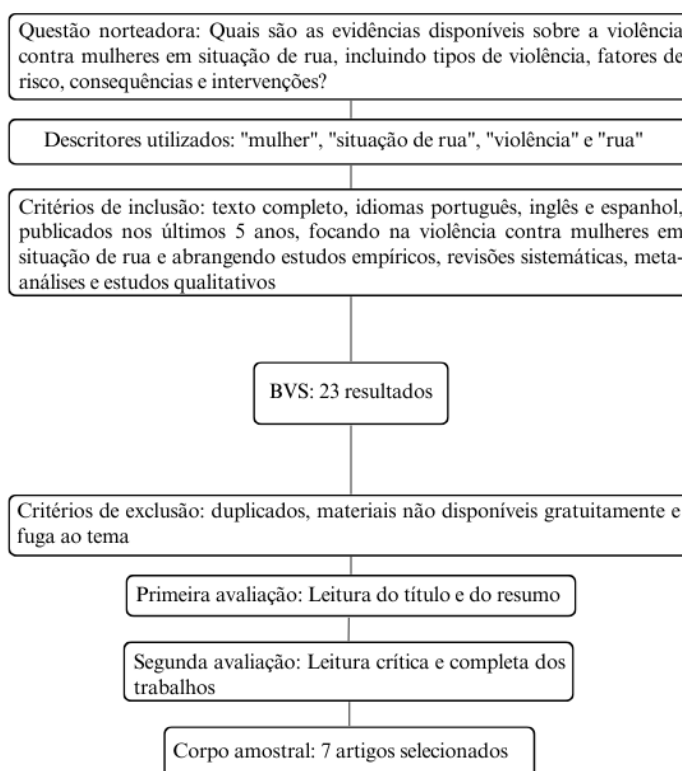 Questão norteadora: Quais são as evidências disponíveis sobre a violência
contra mulheres em situação de rua, incluindo tipos de violência, fatores de
risco, consequências e intervenções?
Descritores utilizados: "mulher", "situação de rua", "violência" e "rua"
Critérios de inclusão: texto completo, idiomas português, inglês e espanhol,
publicados nos últimos 5 anos, focando na violência contra mulheres em
situação de rua e abrangendo estudos empíricos, revisões sistemáticas, meta-
análises e estudos qualitativos
BVS: 23 resultados
Critérios de exclusão: duplicados, materiais não disponíveis gratuitamente e
fuga ao tema
Primeira avaliação: Leitura do título e do resumo
Segunda avaliação: Leitura crítica e completa dos
trabalhos
Corpo amostral: 7 artigos selecionados